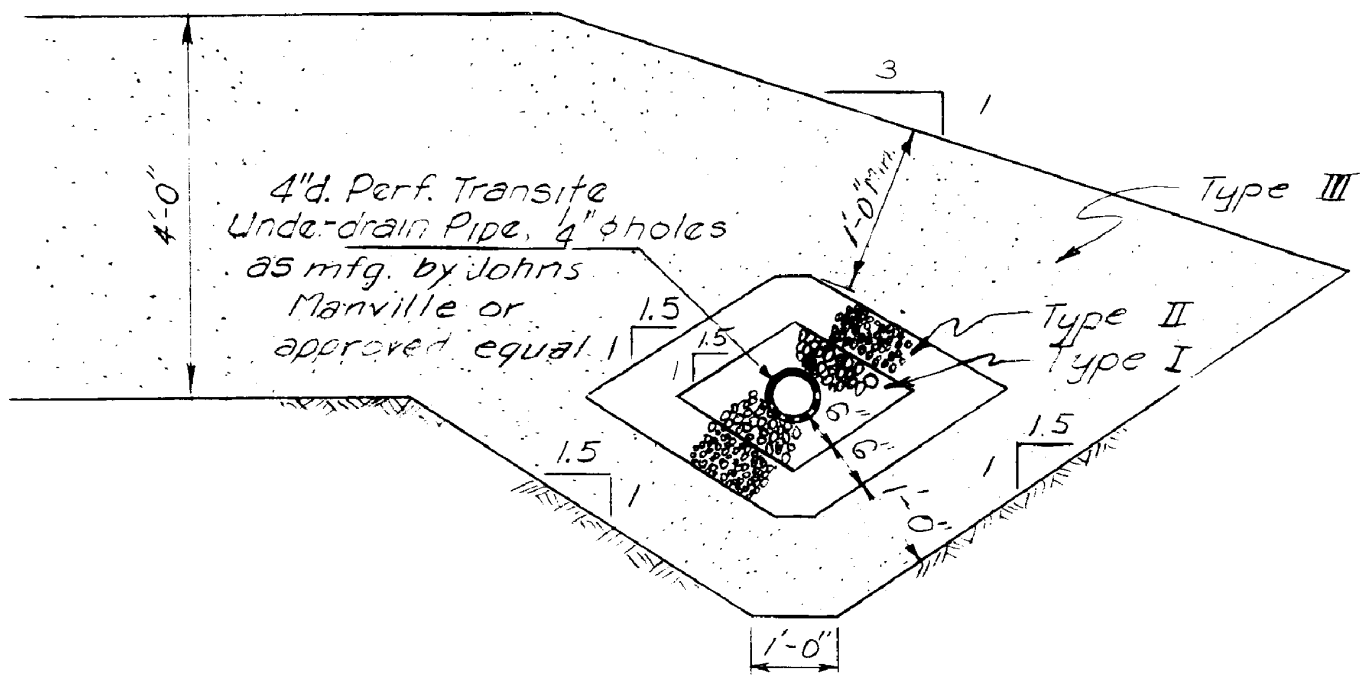 3
1
4'-0"
4"d. Perf. Transite
Unde-drain Pipe, 1/4" ϕ holes
as mfg. by Johns
Manville or
approved equal
1'-0" Min.
Type III
1.5
1
1.5
1
Type II
Type I
6"
6"
1'-0"
1.5
1
1.5
1
1'-0"